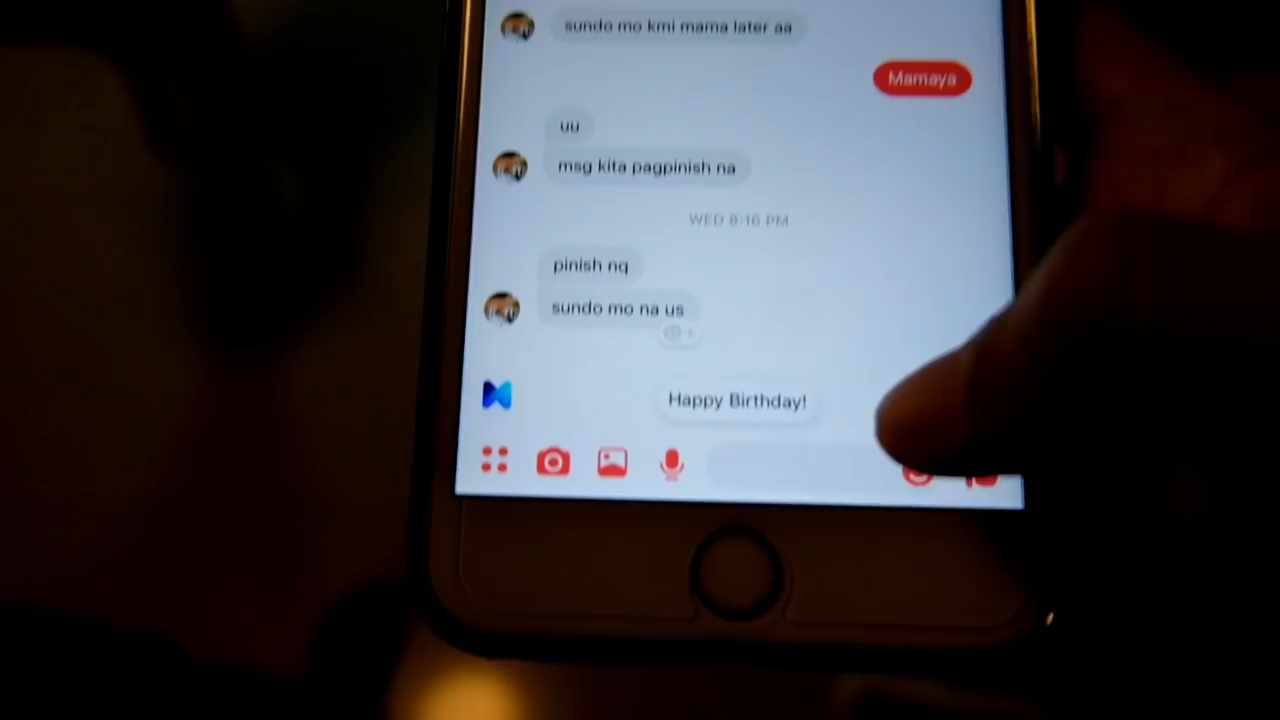 sundo mo kmi mama later aa
Mamaya
uu
msg kita pagpinish na
WED 8:16 PM
pinish nq
sundo mo na us
Happy Birthday!